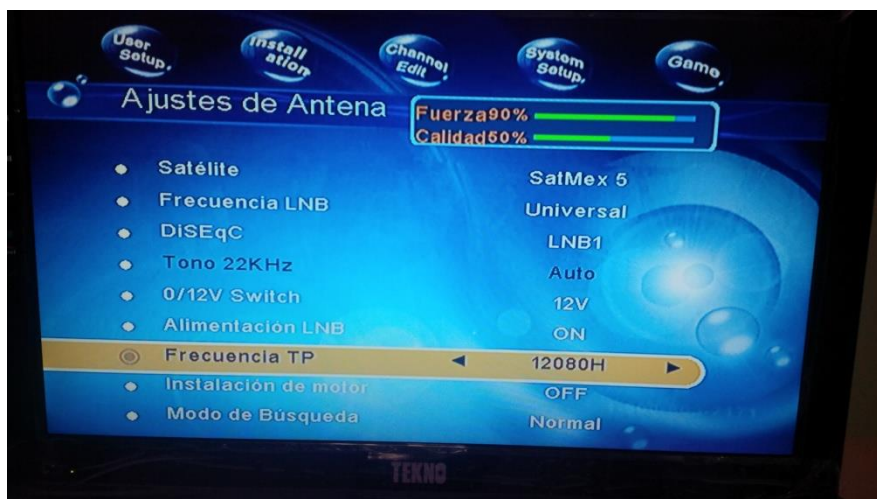 User Setup.
Installation
Channel Edit
System Setup.
Game
Ajustes de Antena
Fuerza90%
Calidad50%
Satélite SatMex 5
Frecuencia LNB Universal
DiSEqC LNB1
Tono 22KHz Auto
0/12V Switch 12V
Alimentación LNB ON
Frecuencia TP 12080H
Instalación de motor OFF
Modo de Búsqueda Normal
TEKNO